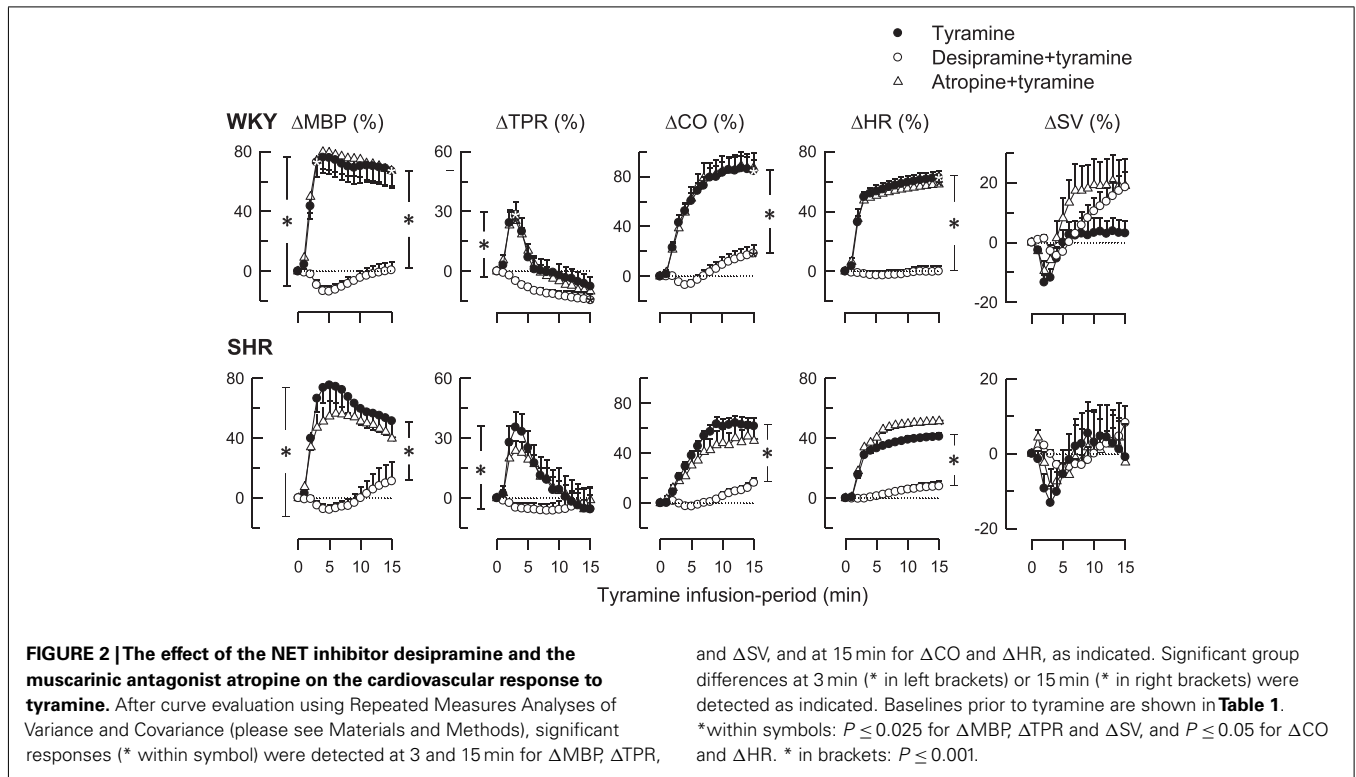 Tyramine
Desipramine+tyramine
Atropine+tyramine
WKY ΔMBP (%) ΔTPR (%) ΔCO (%) ΔHR (%) ΔSV (%)
80
40
0
*
*
60
30
0
*
80
40
0
*
80
40
0
*
20
0
-20
SHR
80
40
0
*
*
60
30
0
*
80
40
0
*
80
40
0
*
20
0
-20
0 5 10 15 0 5 10 15 0 5 10 15 0 5 10 15 0 5 10 15
Tyramine infusion-period (min)
FIGURE 2 | The effect of the NET inhibitor desipramine and the
muscarinic antagonist atropine on the cardiovascular response to
tyramine. After curve evaluation using Repeated Measures Analyses of
Variance and Covariance (please see Materials and Methods), significant
responses (* within symbol) were detected at 3 and 15 min for ΔMBP, ΔTPR,
and ΔSV, and at 15 min for ΔCO and ΔHR, as indicated. Significant group
differences at 3 min (* in left brackets) or 15 min (* in right brackets) were
detected as indicated. Baselines prior to tyramine are shown in Table 1.
*within symbols: P ≤ 0.025 for ΔMBP, ΔTPR and ΔSV, and P ≤ 0.05 for ΔCO
and ΔHR. * in brackets: P ≤ 0.001.